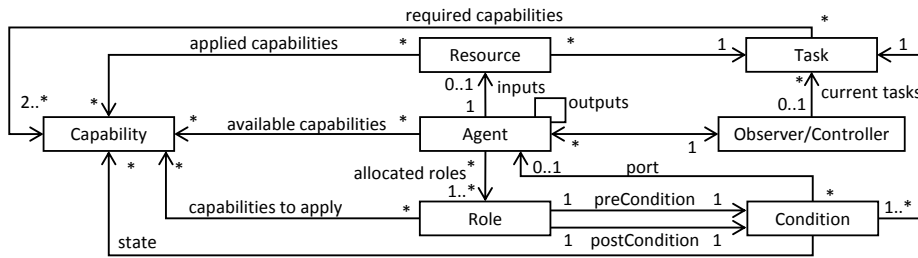 required capabilities
*
applied capabilities
*
Resource
*
1
Task
1
0..1
inputs
*
current tasks
2..*
*
1
outputs
0..1
Capability
*
available capabilities
*
Agent
*
1
Observer/Controller
*
*
allocated roles
*
0..1
port
1..*
1
preCondition
1
*
capabilities to apply
*
Role
Condition
1..*
state
1
postCondition
1